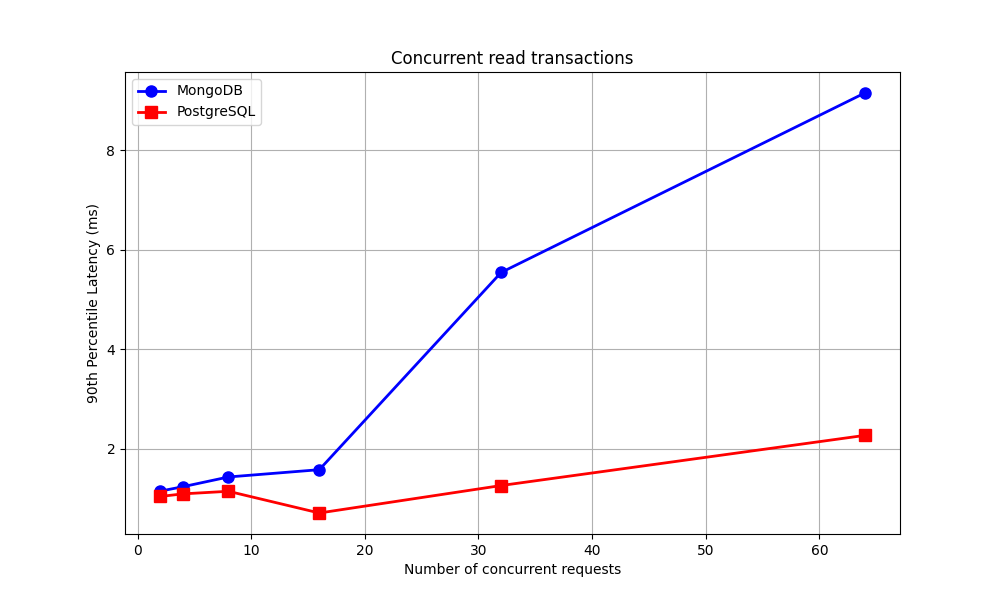 Concurrent read transactions
MongoDB
PostgreSQL
90th Percentile Latency (ms)
8
6
4
2
0 10 20 30 40 50 60
Number of concurrent requests